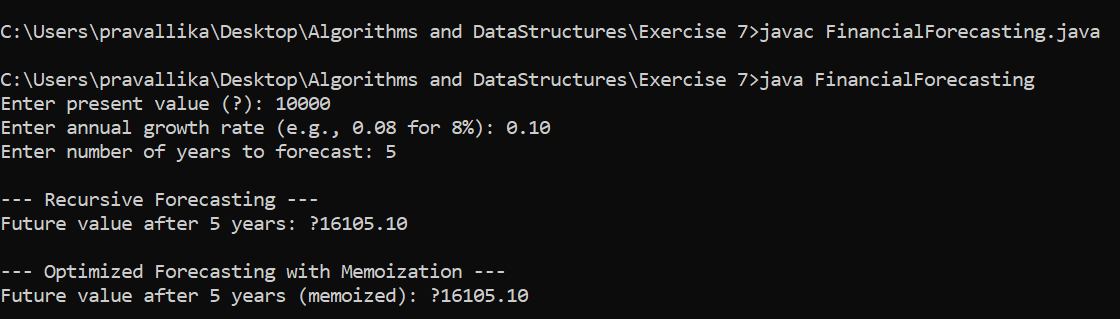 C:\Users\pravallika\Desktop\Algorithms and DataStructures\Exercise 7>javac FinancialForecasting.java
C:\Users\pravallika\Desktop\Algorithms and DataStructures\Exercise 7>java FinancialForecasting
Enter present value (?): 10000
Enter annual growth rate (e.g., 0.08 for 8%): 0.10
Enter number of years to forecast: 5
--- Recursive Forecasting ---
Future value after 5 years: ?16105.10
--- Optimized Forecasting with Memoization ---
Future value after 5 years (memoized): ?16105.10